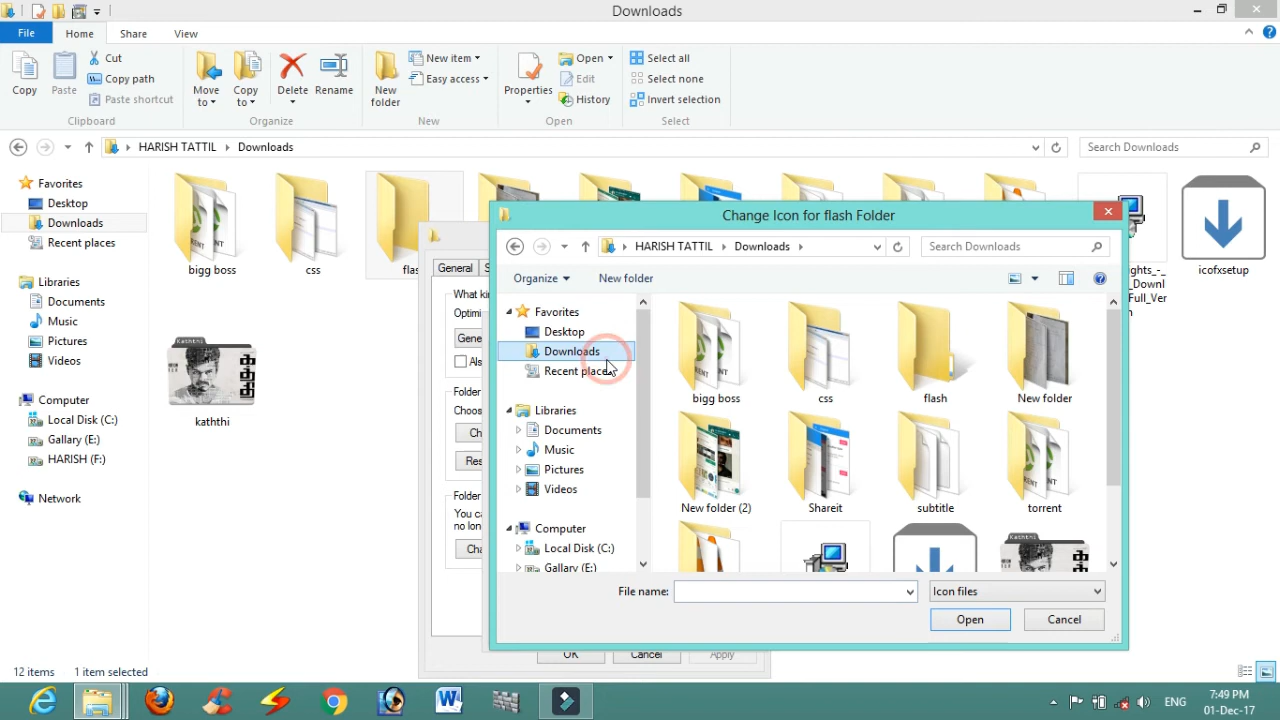 Downloads
File
Home
Share
View
Copy
Paste
Cut
Copy path
Paste shortcut
Clipboard
Move to
Copy to
Delete
Rename
Organize
New folder
New item
Easy access
New
Properties
Open
Edit
History
Open
Select all
Select none
Invert selection
Select
HARISH TATTIL
Downloads
Search Downloads
Favorites
Desktop
Downloads
Recent places
Libraries
Documents
Music
Pictures
Videos
Computer
Local Disk (C:)
Gallary (E:)
HARISH (F:)
Network
bigg boss
css
icofxsetup
kaththi
General
OK
Cancel
Apply
Change Icon for flash Folder
HARISH TATTIL
Downloads
Search Downloads
Organize
New folder
Favorites
Desktop
Downloads
Recent places
Libraries
Documents
Music
Pictures
Videos
Computer
Local Disk (C:)
Gallary (E:)
bigg boss
css
flash
New folder
New folder (2)
Shareit
subtitle
torrent
File name:
Icon files
Open
Cancel
12 items
1 item selected
ENG
7:49 PM
01-Dec-17